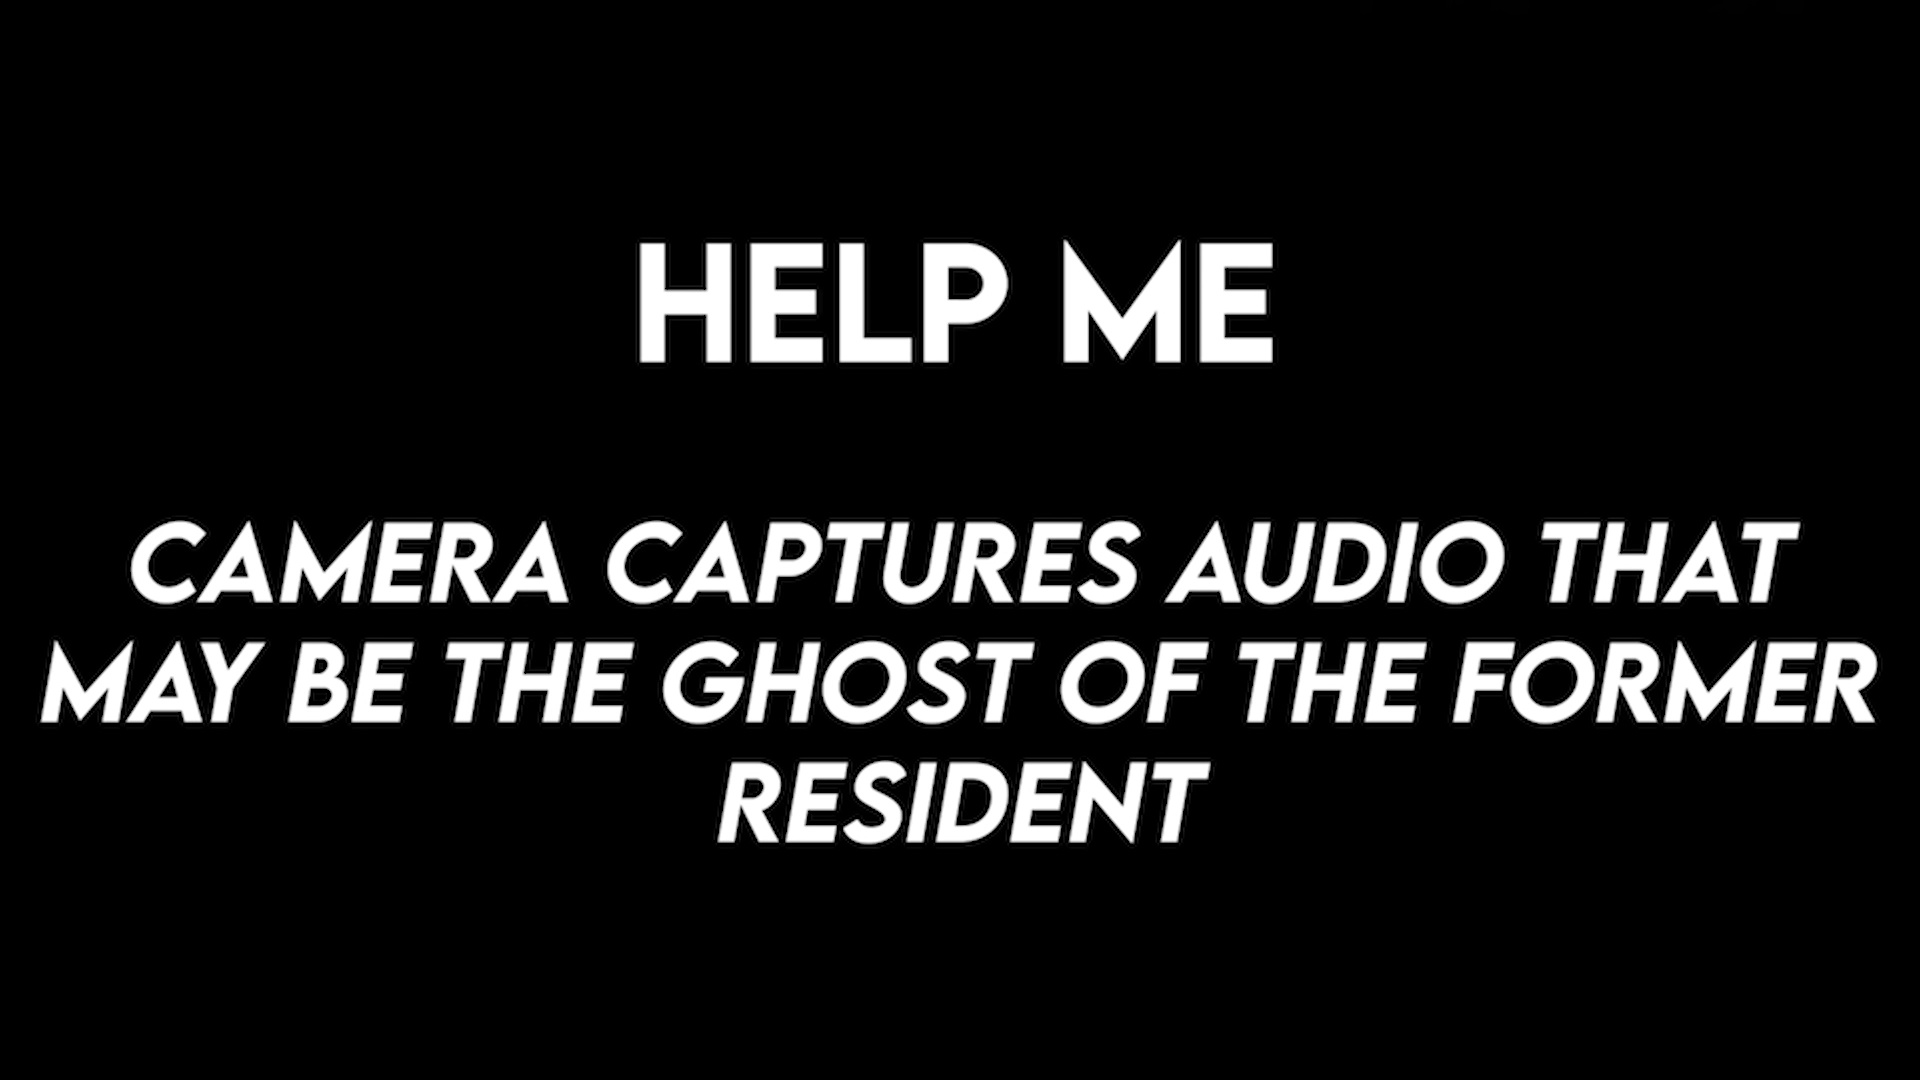 HELP ME
CAMERA CAPTURES AUDIO THAT
MAY BE THE GHOST OF THE FORMER
RESIDENT